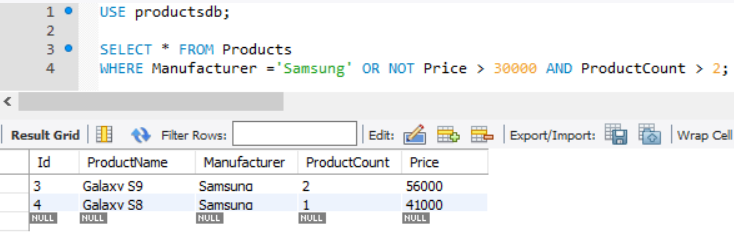 1 USE productsdb;
2
3 SELECT * FROM Products
4 WHERE Manufacturer ='Samsung' OR NOT Price > 30000 AND ProductCount > 2;
Result Grid Filter Rows: Edit: Export/Import: Wrap Cell
Id ProductName Manufacturer ProductCount Price
3 Galaxy S9 Samsung 2 56000
4 Galaxy S8 Samsung 1 41000
NULL NULL NULL NULL NULL